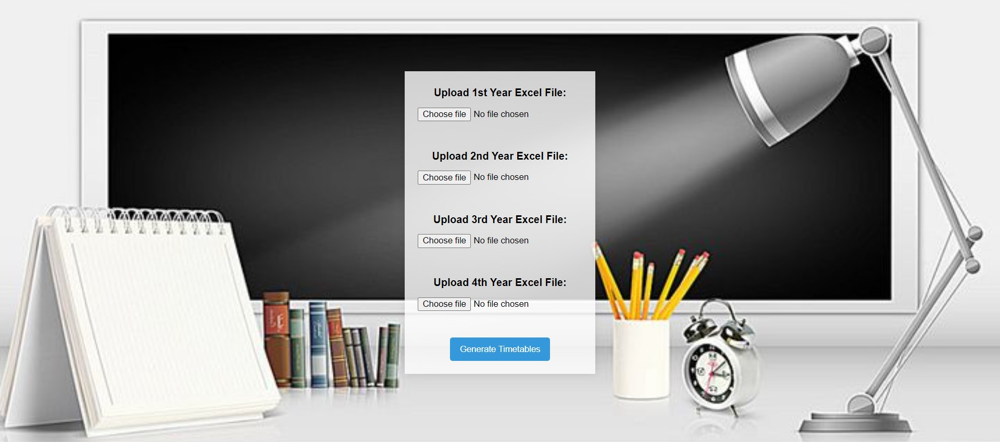 Upload 1st Year Excel File:
Choose file No file chosen
Upload 2nd Year Excel File:
Choose file No file chosen
Upload 3rd Year Excel File:
Choose file No file chosen
Upload 4th Year Excel File:
Choose file No file chosen
Generate Timetables